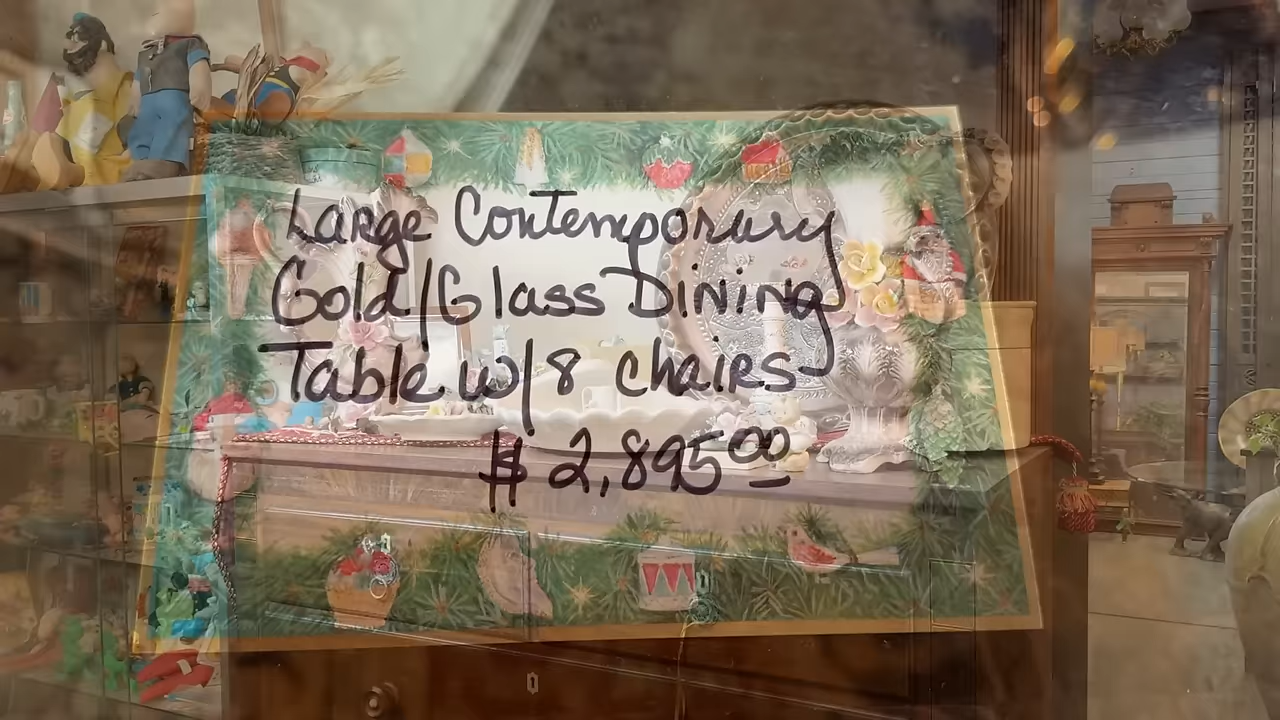 Large Contemporary
Gold/Glass Dining
Table w/8 chairs
$ 2,895.00